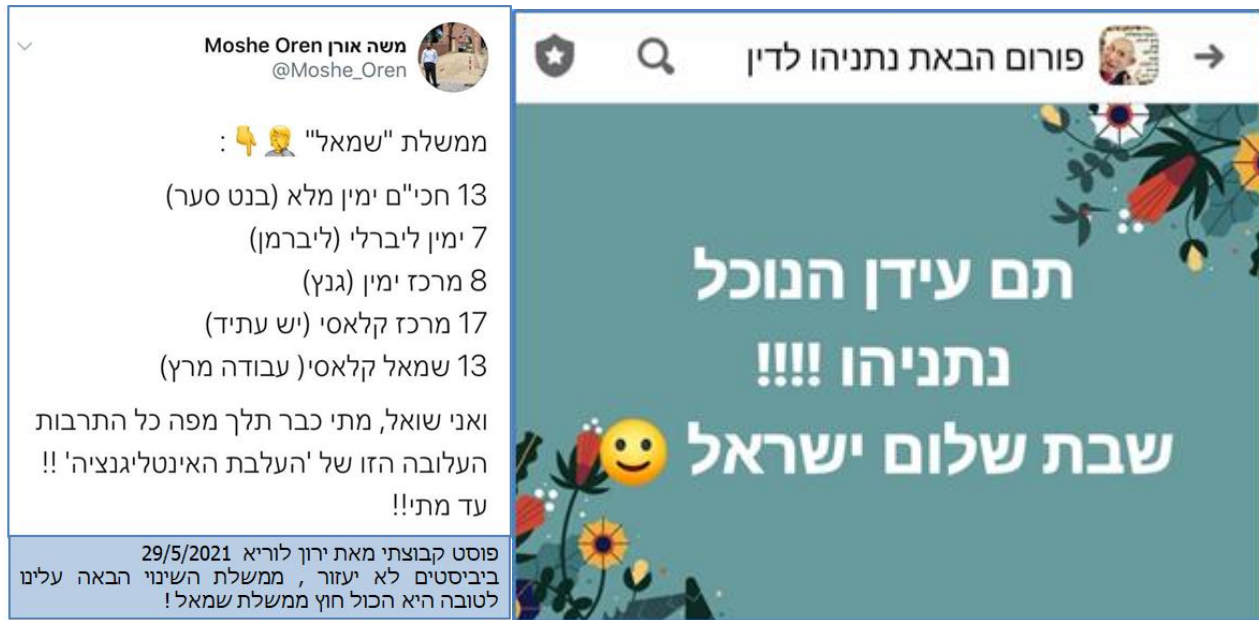 פורום הבאת נתניהו לדין
תם עידן הנוכל
נתניהו !!!!
שבת שלום ישראל 🙂
משה אורן Moshe Oren
@Moshe_Oren
ממשלת "שמאל" 🤦👇 :
13 חכי"ם ימין מלא (בנט סער)
7 ימין ליברלי (ליברמן)
8 מרכז ימין (גנץ)
17 מרכז קלאסי (יש עתיד)
13 שמאל קלאסי( עבודה מרץ)
ואני שואל, מתי כבר תלך מפה כל התרבות
העלובה הזו של 'העלבת האינטליגנציה' !!
עד מתי!!
פוסט קבוצתי מאת ירון לוריא 29/5/2021
ביביסטים לא יעזור , ממשלת השינוי הבאה עלינו
לטובה היא הכול חוץ ממשלת שמאל !